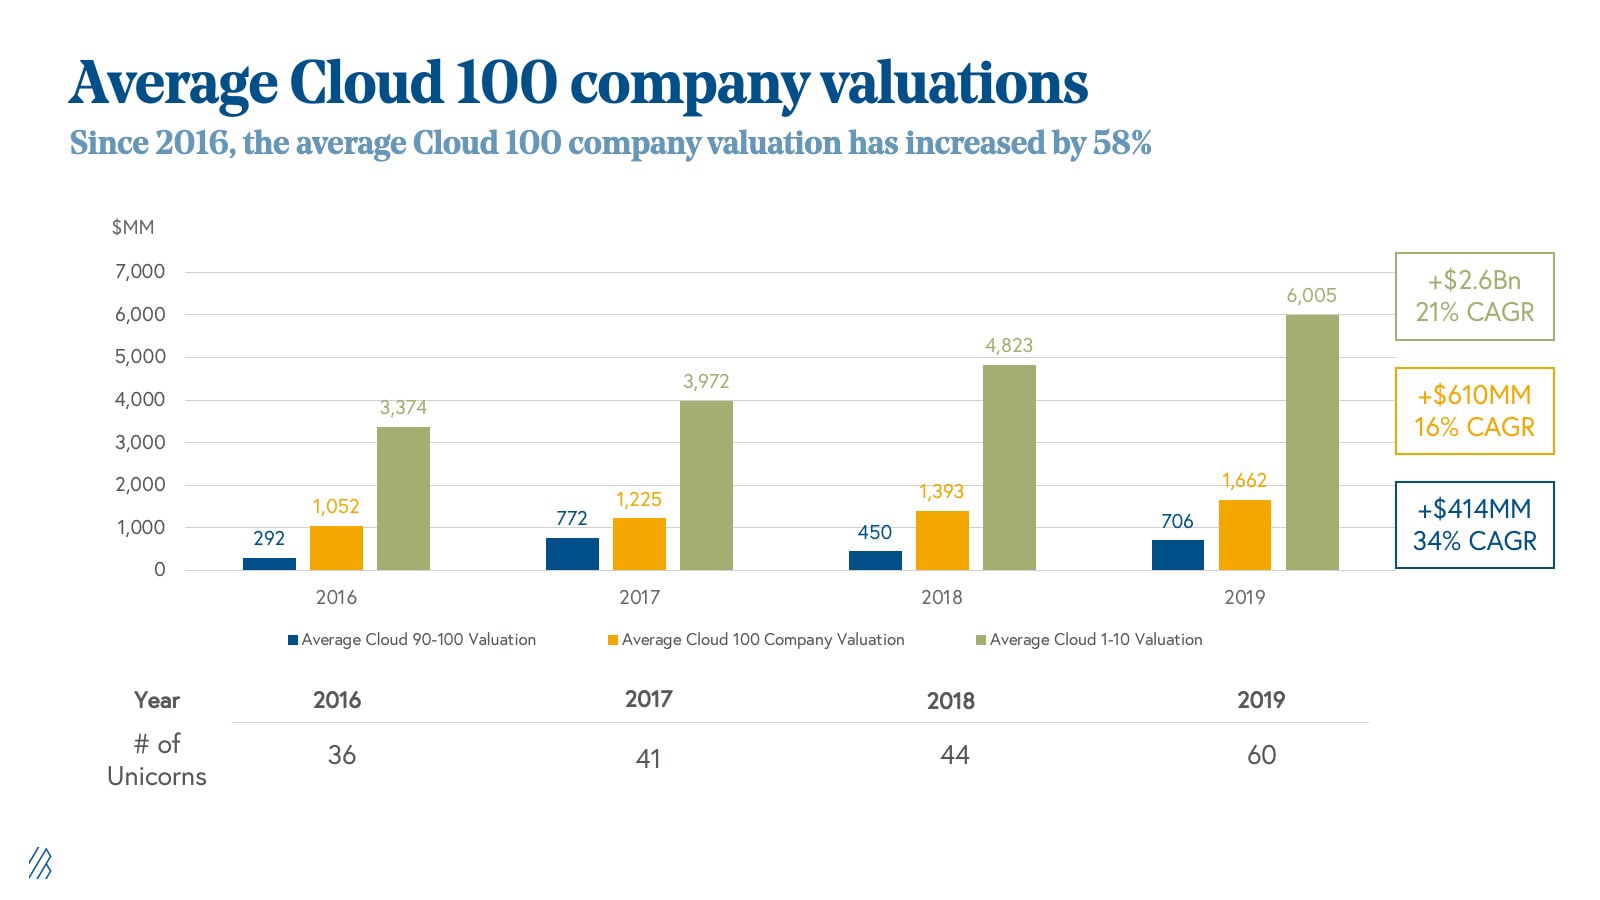 Average Cloud 100 company valuations
Since 2016, the average Cloud 100 company valuation has increased by 58%
$MM
7,000
6,000
5,000
4,000
3,000
2,000
1,000
0
292
1,052
3,374
772
1,225
3,972
450
1,393
4,823
706
1,662
6,005
2016
2017
2018
2019
Average Cloud 90-100 Valuation
Average Cloud 100 Company Valuation
Average Cloud 1-10 Valuation
+$2.6Bn
21% CAGR
+$610MM
16% CAGR
+$414MM
34% CAGR
Year 2016 2017 2018 2019
# of
Unicorns 36 41 44 60